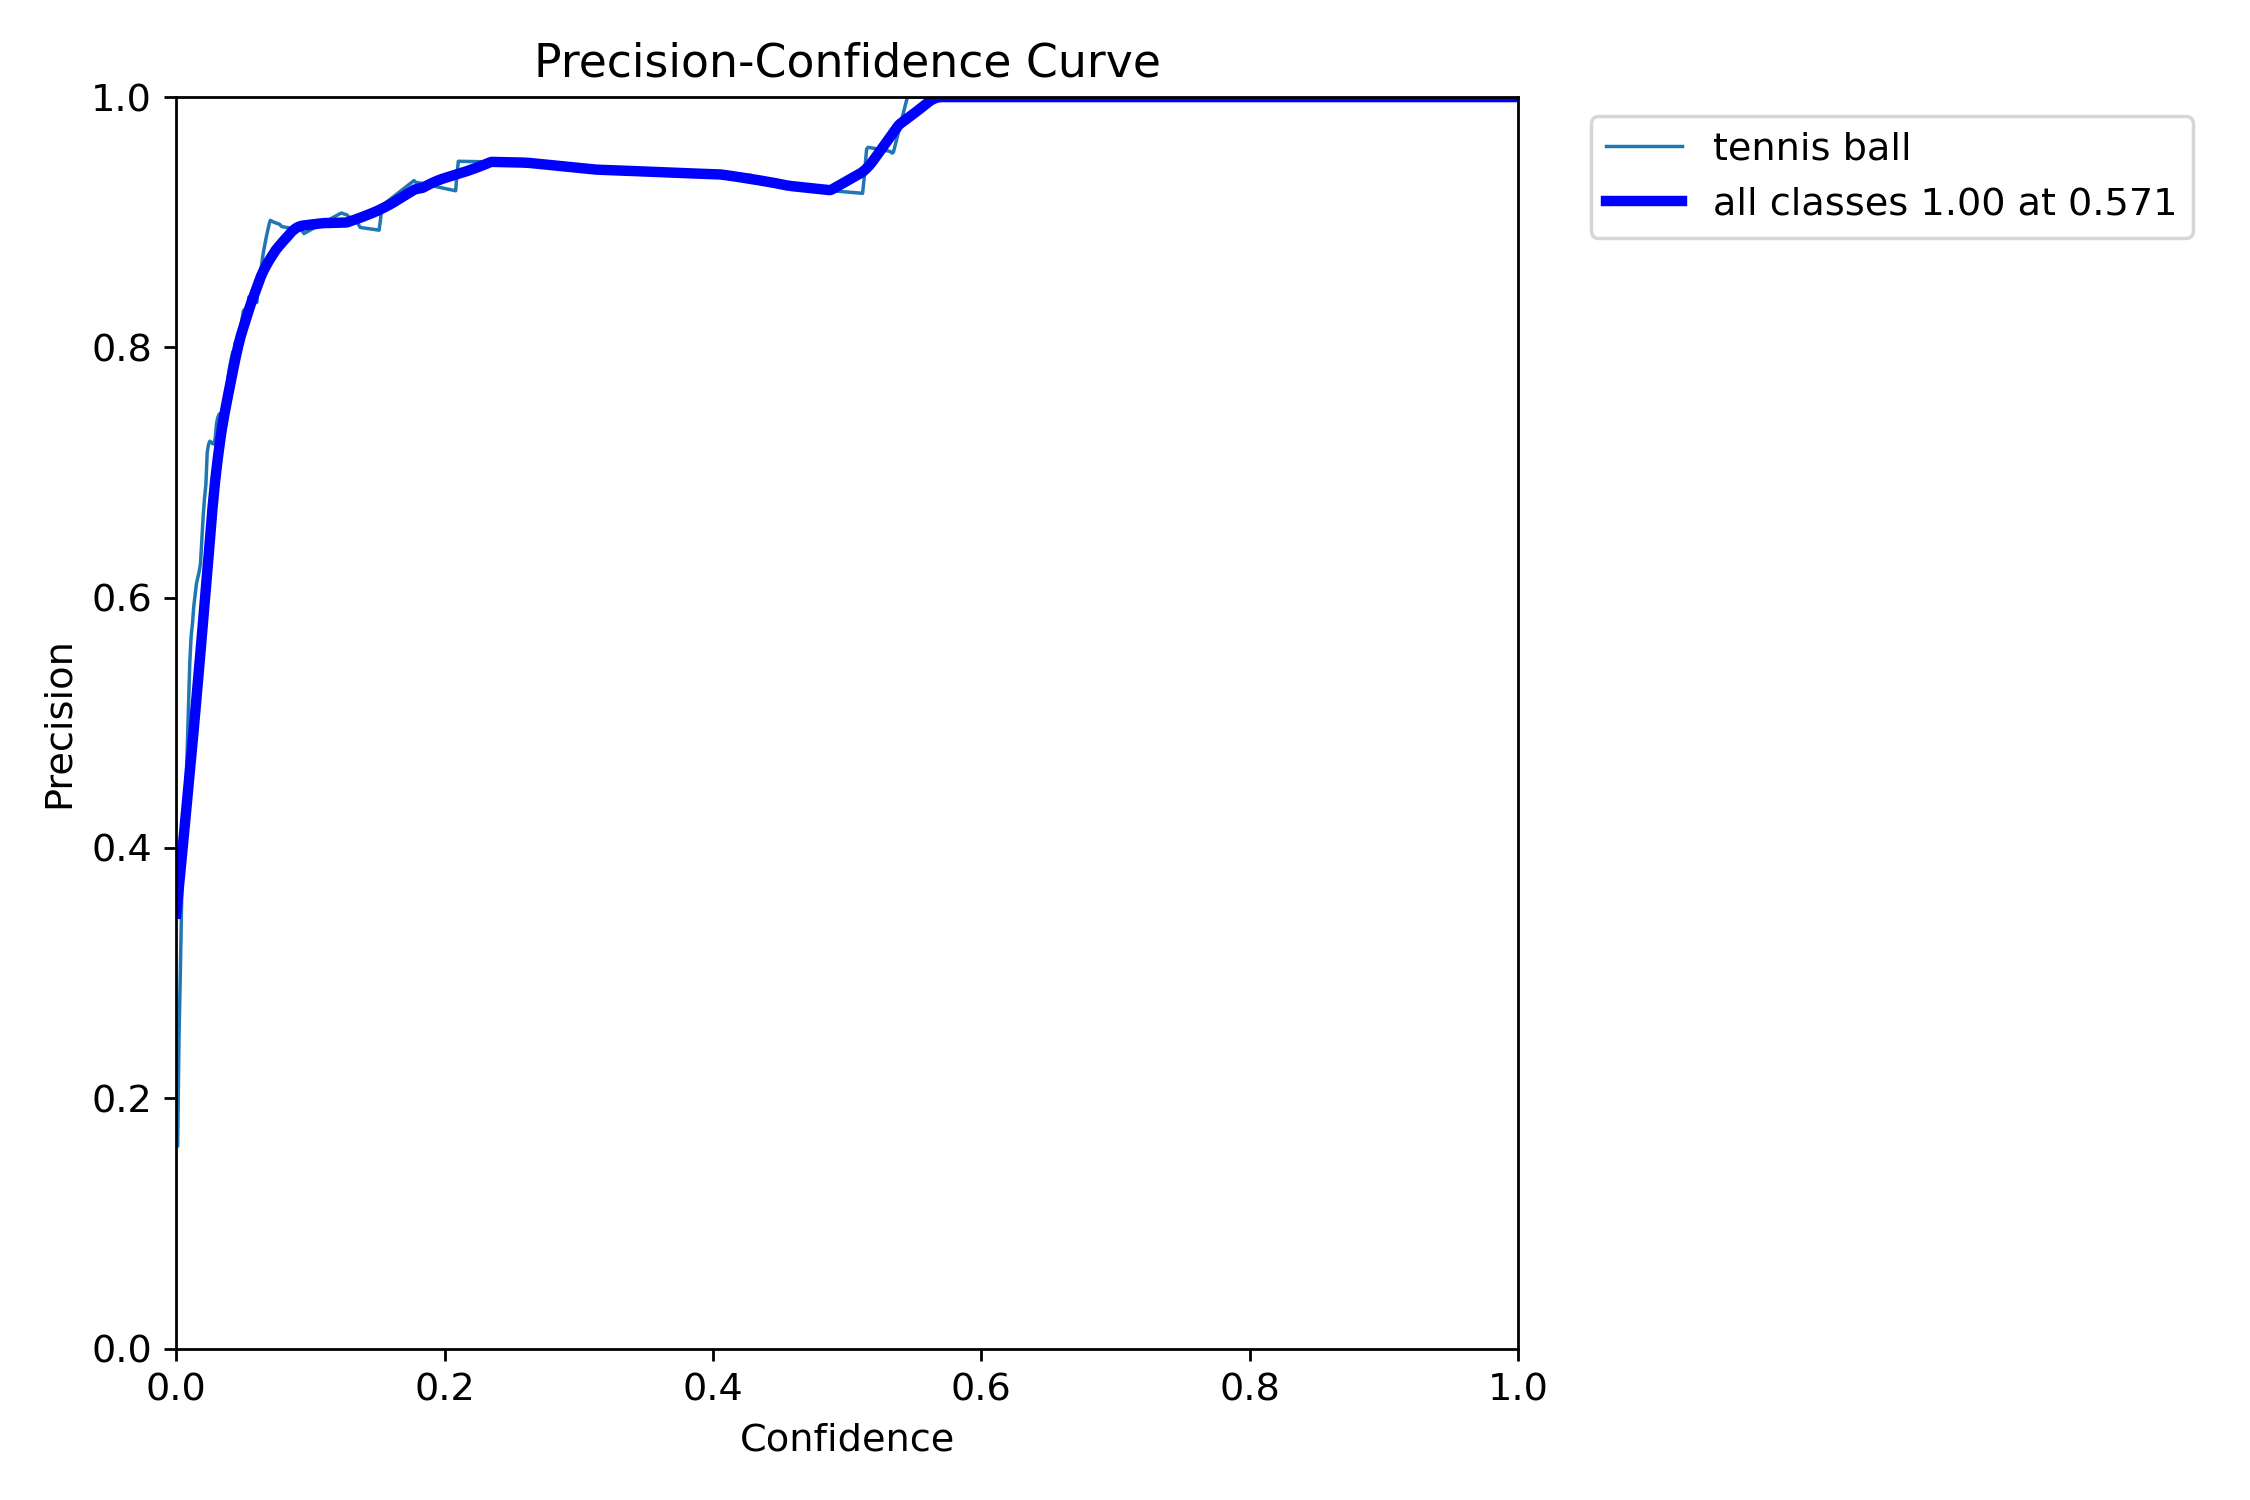 Precision-Confidence Curve
1.0
0.8
0.6
0.4
0.2
0.0
Precision
0.0 0.2 0.4 0.6 0.8 1.0
Confidence
tennis ball
all classes 1.00 at 0.571